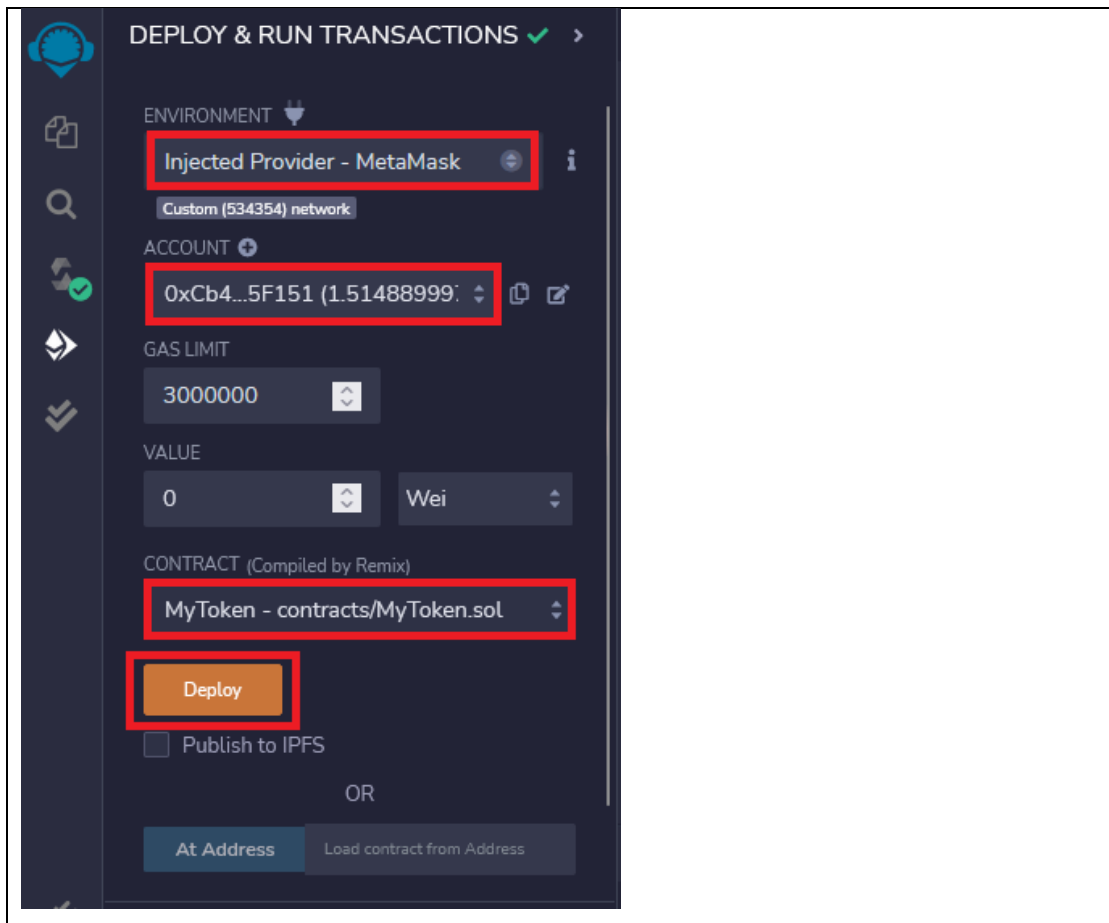 DEPLOY & RUN TRANSACTIONS
ENVIRONMENT
Injected Provider - MetaMask
Custom (534354) network
ACCOUNT
0xCb4...5F151 (1.514889997
GAS LIMIT
3000000
VALUE
0 Wei
CONTRACT (Compiled by Remix)
MyToken - contracts/MyToken.sol
Deploy
Publish to IPFS
OR
At Address Load contract from Address